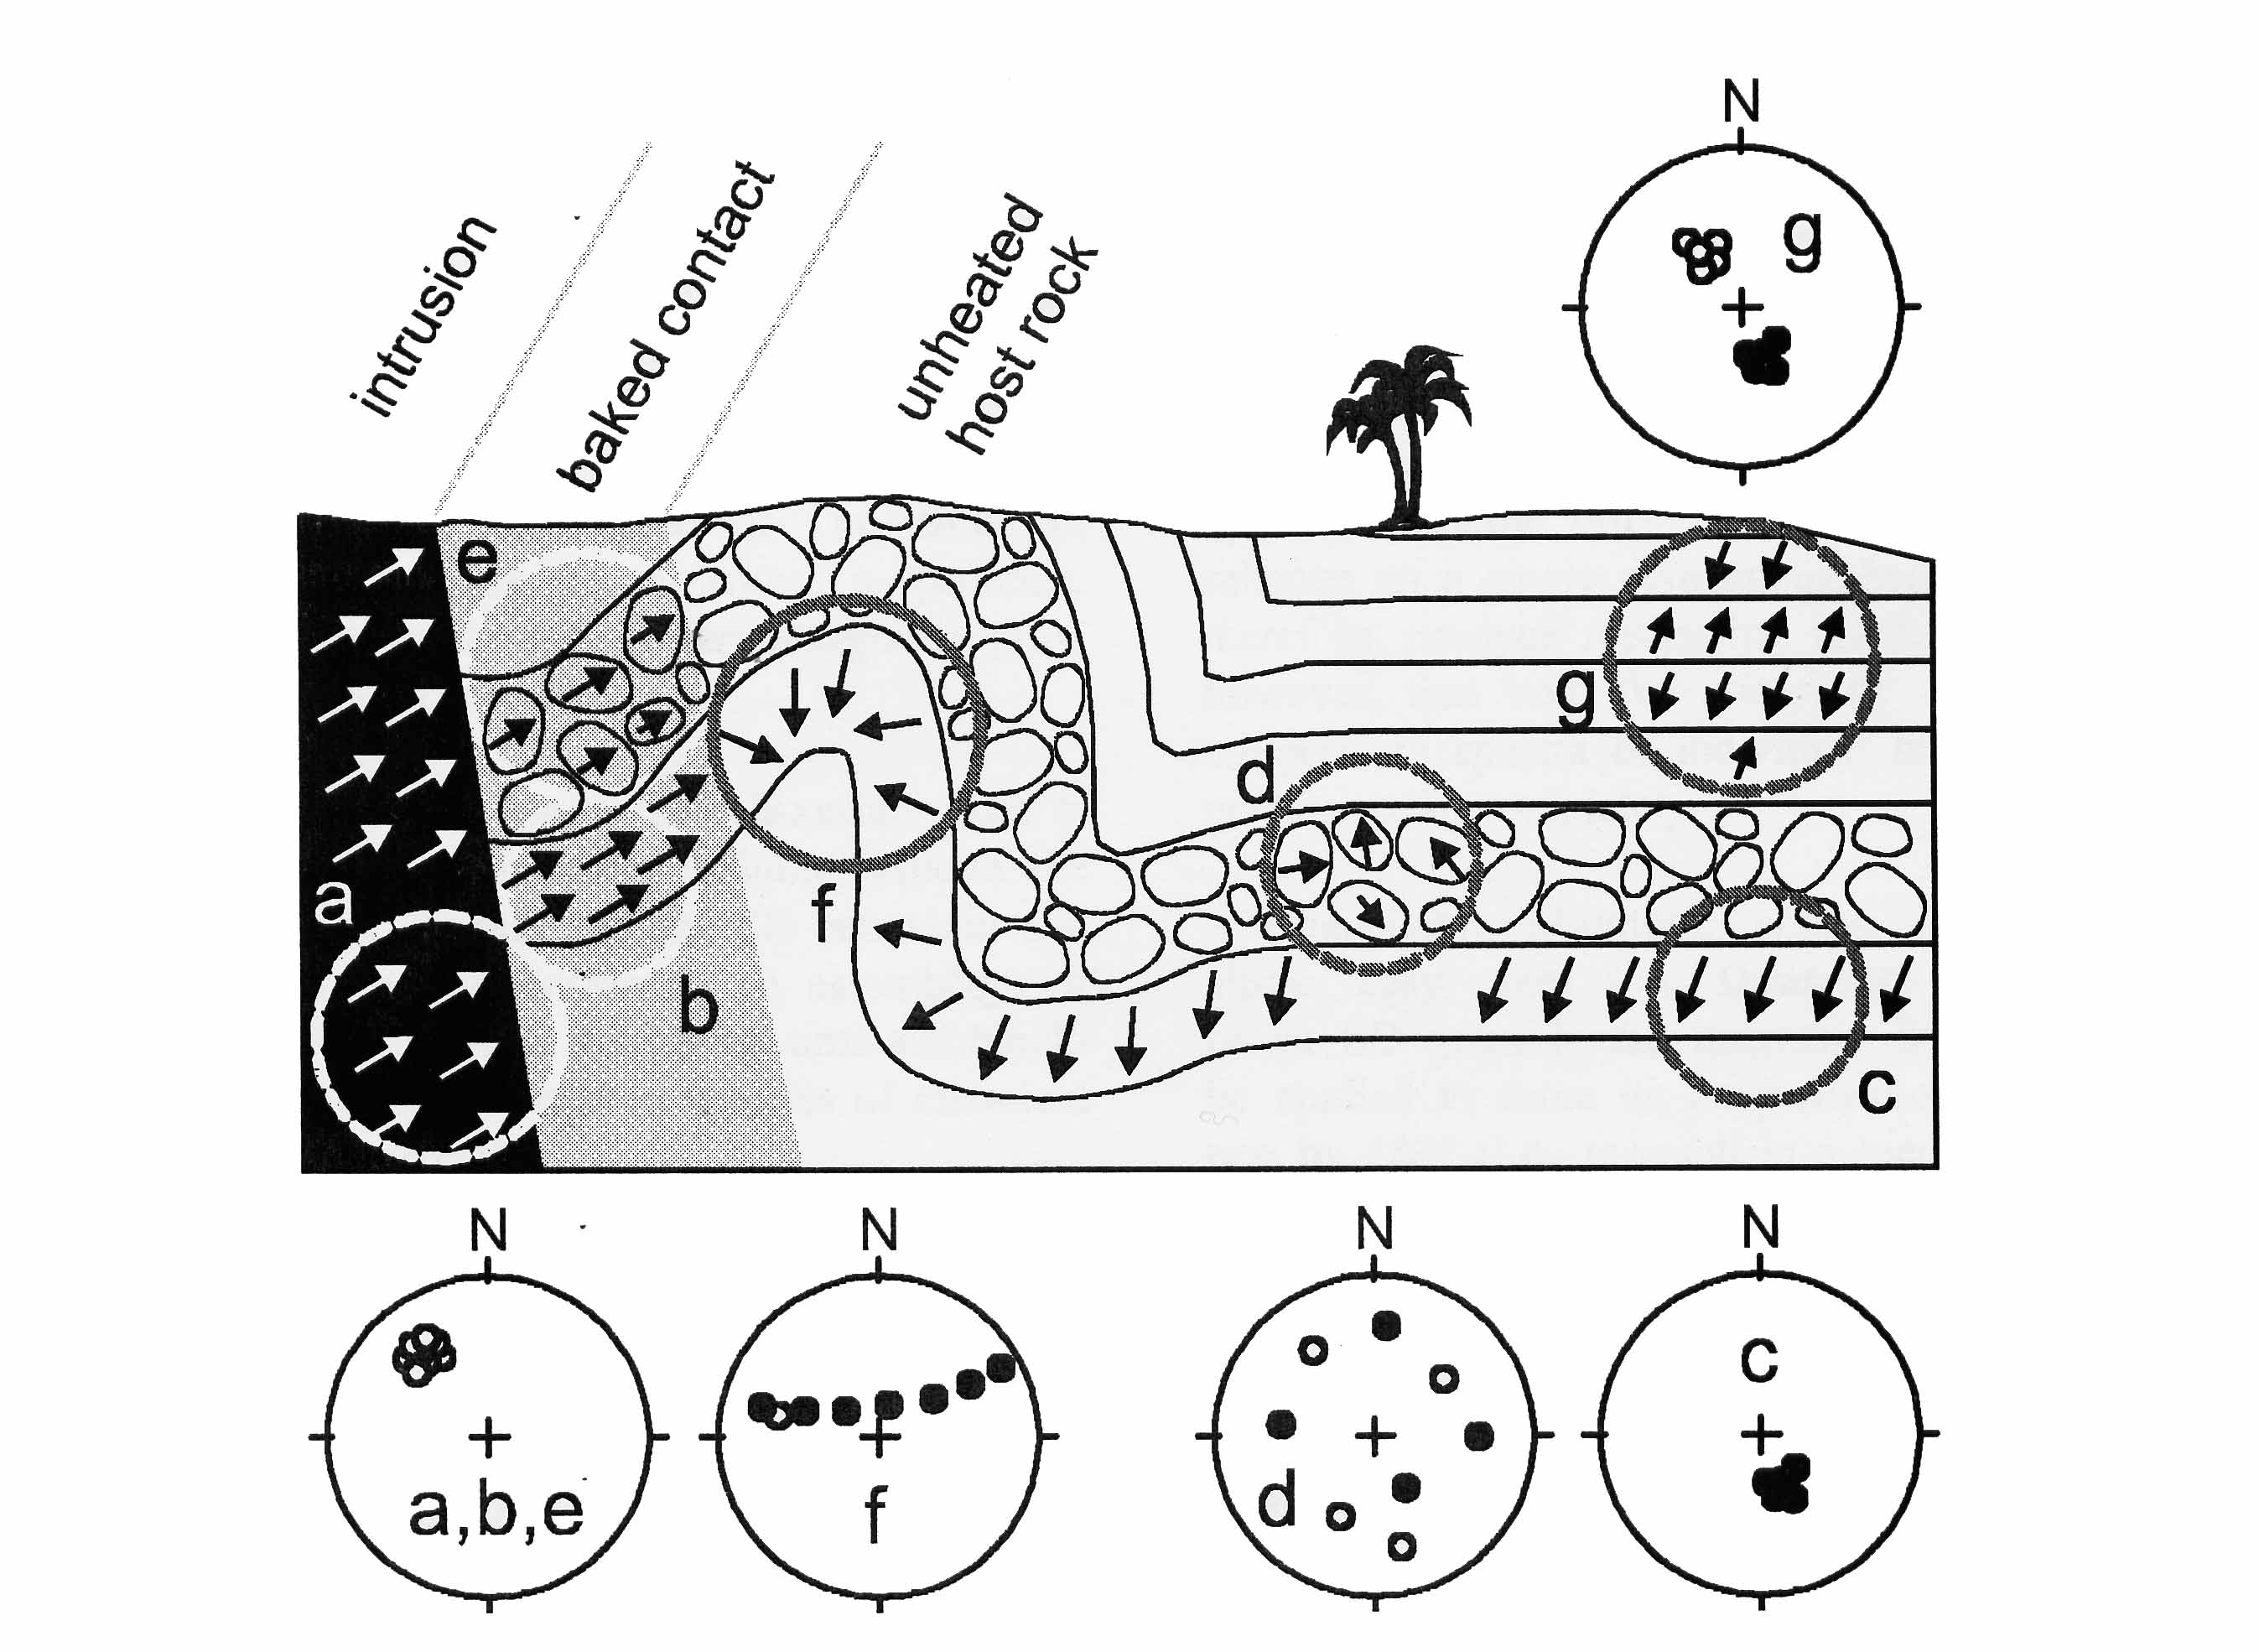 N
g
intrusion
baked contact
unheated
host rock
e
g
d
a
f
b
c
N
N
N
N
a,b,e
f
d
c